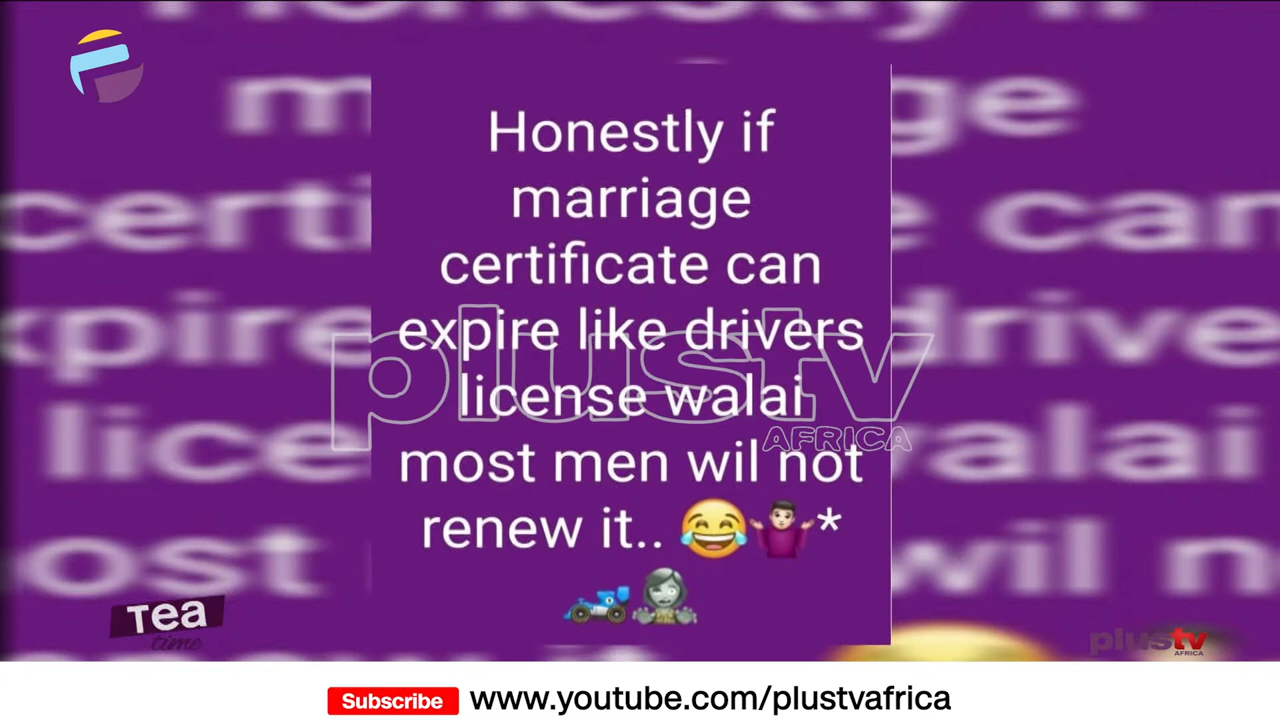 Honestly if
marriage
certificate can
expire like drivers
license walai
most men wil not
renew it.. 😂🤷🏻‍♂️*
🏎️🧟‍♀️
plustv
AFRICA
Tea
time
plustv
AFRICA
Subscribe www.youtube.com/plustvafrica